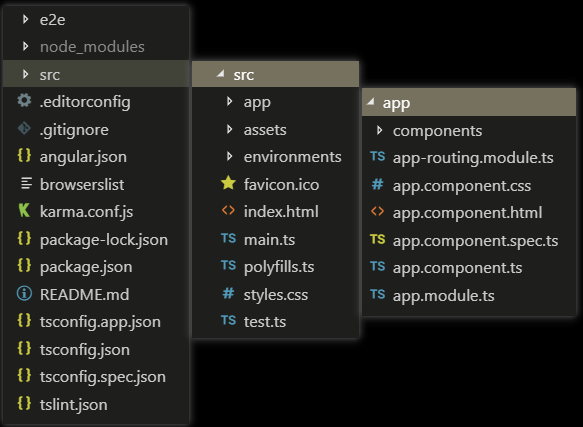 e2e
node_modules
src
.editorconfig
.gitignore
angular.json
browserslist
karma.conf.js
package-lock.json
package.json
README.md
tsconfig.app.json
tsconfig.json
tsconfig.spec.json
tslint.json
src
app
assets
environments
favicon.ico
index.html
TS main.ts
TS polyfills.ts
# styles.css
TS test.ts
app
components
TS app-routing.module.ts
# app.component.css
app.component.html
TS app.component.spec.ts
TS app.component.ts
TS app.module.ts